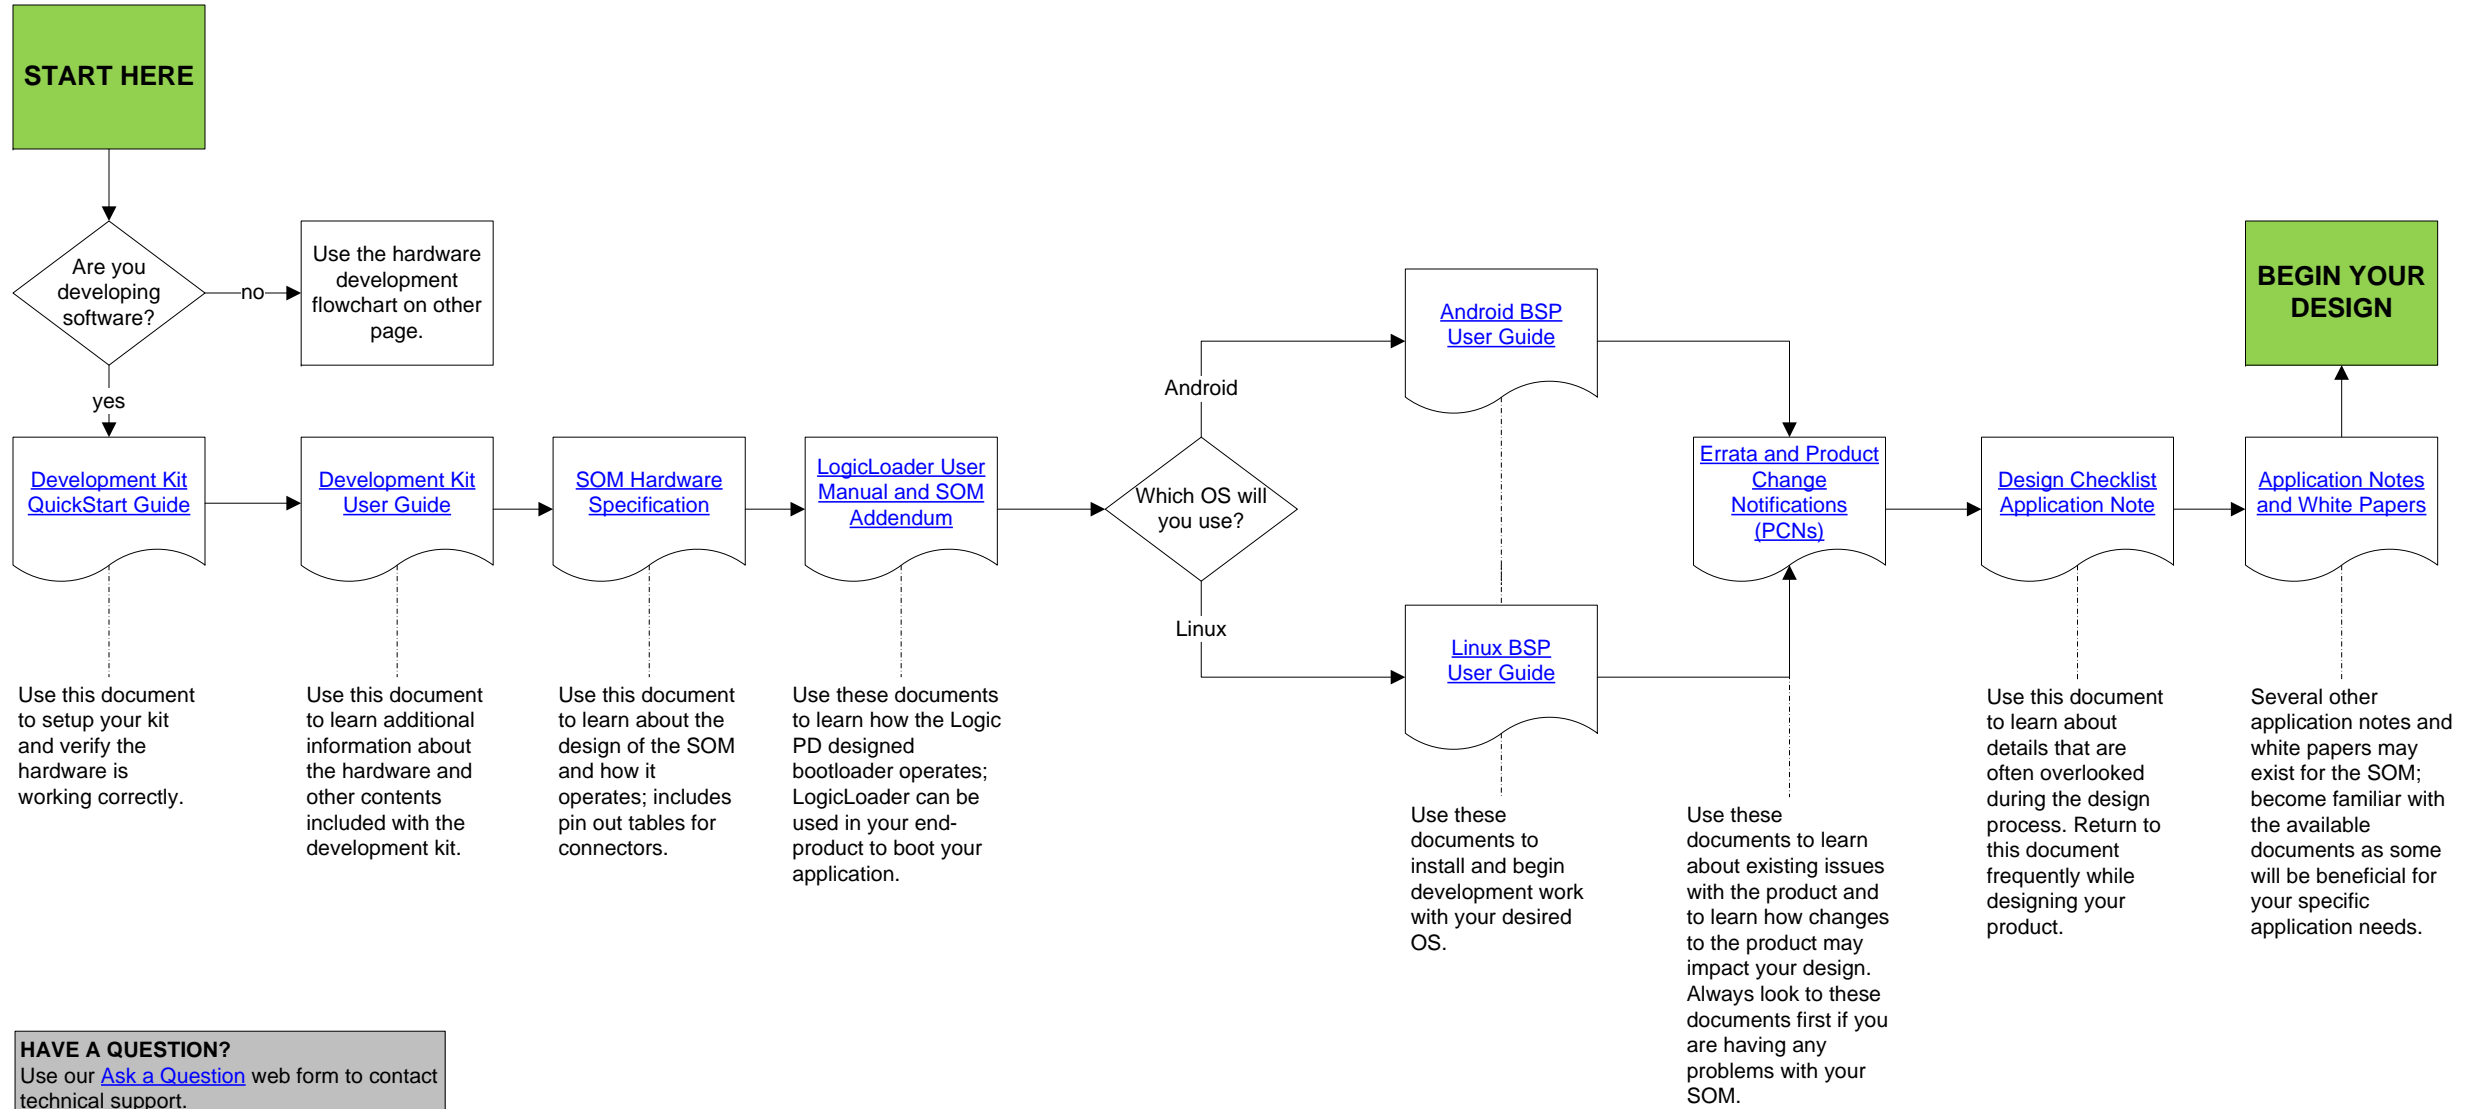 START HERE
Are you
developing
software?
no
Use the hardware
development
flowchart on other
page.
yes
Development Kit
QuickStart Guide
Development Kit
User Guide
SOM Hardware
Specification
LogicLoader User
Manual and SOM
Addendum
Which OS will
you use?
Android
Linux
Android BSP
User Guide
Linux BSP
User Guide
Errata and Product
Change
Notifications
(PCNs)
Design Checklist
Application Note
Application Notes
and White Papers
BEGIN YOUR
DESIGN
Use this document
to setup your kit
and verify the
hardware is
working correctly.
Use this document
to learn additional
information about
the hardware and
other contents
included with the
development kit.
Use this document
to learn about the
design of the SOM
and how it
operates; includes
pin out tables for
connectors.
Use these documents
to learn how the Logic
PD designed
bootloader operates;
LogicLoader can be
used in your end-
product to boot your
application.
Use these
documents to
install and begin
development work
with your desired
OS.
Use these
documents to learn
about existing issues
with the product and
to learn how changes
to the product may
impact your design.
Always look to these
documents first if you
are having any
problems with your
SOM.
Use this document
to learn about
details that are
often overlooked
during the design
process. Return to
this document
frequently while
designing your
product.
Several other
application notes and
white papers may
exist for the SOM;
become familiar with
the available
documents as some
will be beneficial for
your specific
application needs.
HAVE A QUESTION?
Use our Ask a Question web form to contact
technical support.